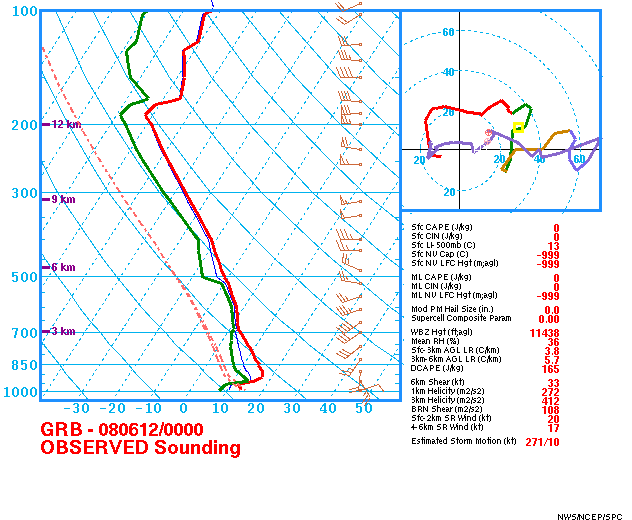 100
200
300
400
500
700
850
1000
12 km
9 km
6 km
3 km
-30 -20 -10 0 10 20 30 40 50
60
40
20
20 20 40 60
20
GRB - 080612/0000
OBSERVED Sounding
Sfc CAPE (J/kg) 0
Sfc CIN (J/kg) 0
Sfc LI-500mb (C) 13
Sfc NV Cap (C) -999
Sfc NV LFC Hgt (m;agl) -999
ML CAPE (J/kg) 0
ML CIN (J/kg) 0
ML NV LFC Hgt (m;agl) -999
Mod PM Hail Size (in.) 0.0
Supercell Composite Param 0.00
WBZ Hgt (ft;agl) 11438
Mean RH (%) 36
Sfc-3km AGL LR (C/km) 3.8
3km-6km AGL LR (C/km) 5.7
DCAPE (J/kg) 165
6km Shear (kt) 33
1km Helicity (m2/s2) 272
3km Helicity (m2/s2) 412
BRN Shear (m2/s2) 108
Sfc-2km SR Wind (kt) 20
4-6km SR Wind (kt) 17
Estimated Storm Motion (kt) 271/10
NWS/NCEP/SPC